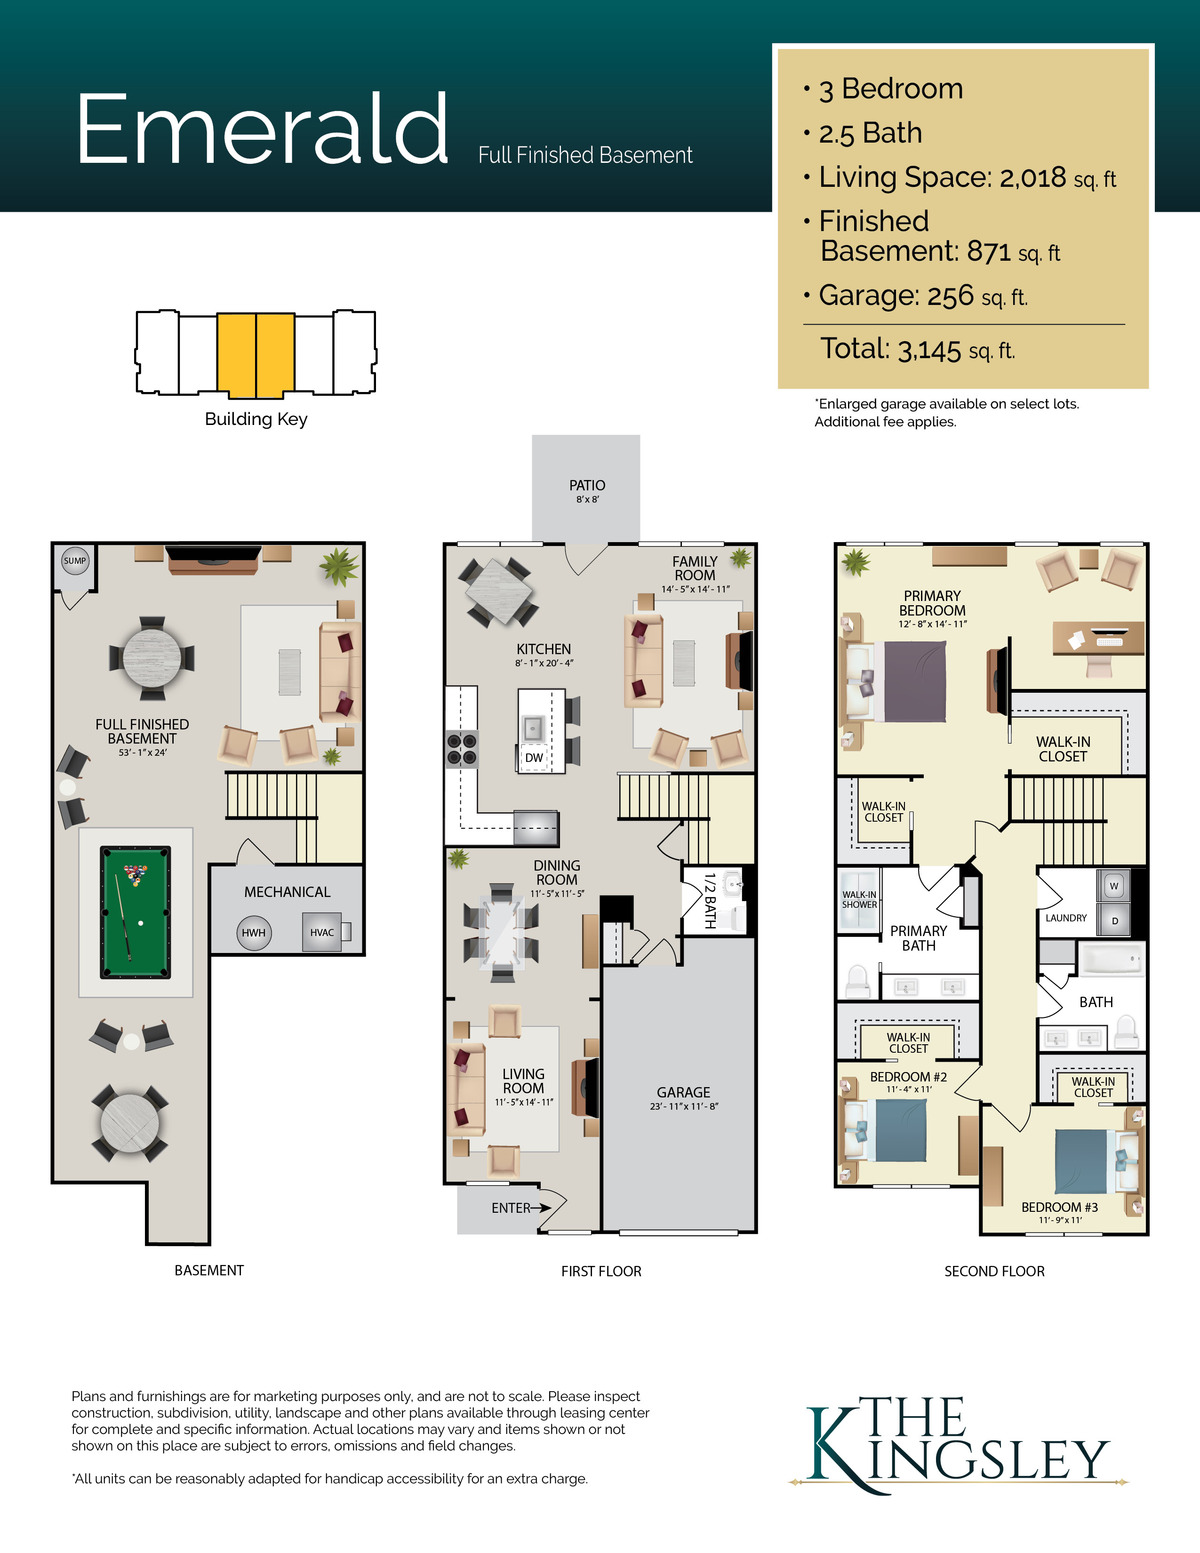 Emerald Full Finished Basement
• 3 Bedroom
• 2.5 Bath
• Living Space: 2,018 sq. ft
• Finished
Basement: 871 sq. ft
• Garage: 256 sq. ft.
Total: 3,145 sq. ft.
*Enlarged garage available on select lots.
Additional fee applies.
Building Key
SUMP
FULL FINISHED
BASEMENT
53' - 1" x 24'
MECHANICAL
HWH
HVAC
BASEMENT
PATIO
8' x 8'
FAMILY
ROOM
14' - 5" x 14' - 11"
KITCHEN
8' - 1" x 20' - 4"
DW
DINING
ROOM
11' - 5" x 11' - 5"
1/2 BATH
LIVING
ROOM
11' - 5" x 14' - 11"
GARAGE
23' - 11" x 11' - 8"
ENTER
FIRST FLOOR
PRIMARY
BEDROOM
12' - 8" x 14' - 11"
WALK-IN
CLOSET
WALK-IN
CLOSET
WALK-IN
SHOWER
PRIMARY
BATH
W
LAUNDRY
D
BATH
WALK-IN
CLOSET
BEDROOM #2
11' - 4" x 11'
WALK-IN
CLOSET
BEDROOM #3
11' - 9" x 11'
SECOND FLOOR
Plans and furnishings are for marketing purposes only, and are not to scale. Please inspect
construction, subdivision, utility, landscape and other plans available through leasing center
for complete and specific information. Actual locations may vary and items shown or not
shown on this place are subject to errors, omissions and field changes.
*All units can be reasonably adapted for handicap accessibility for an extra charge.
THE
KINGSLEY